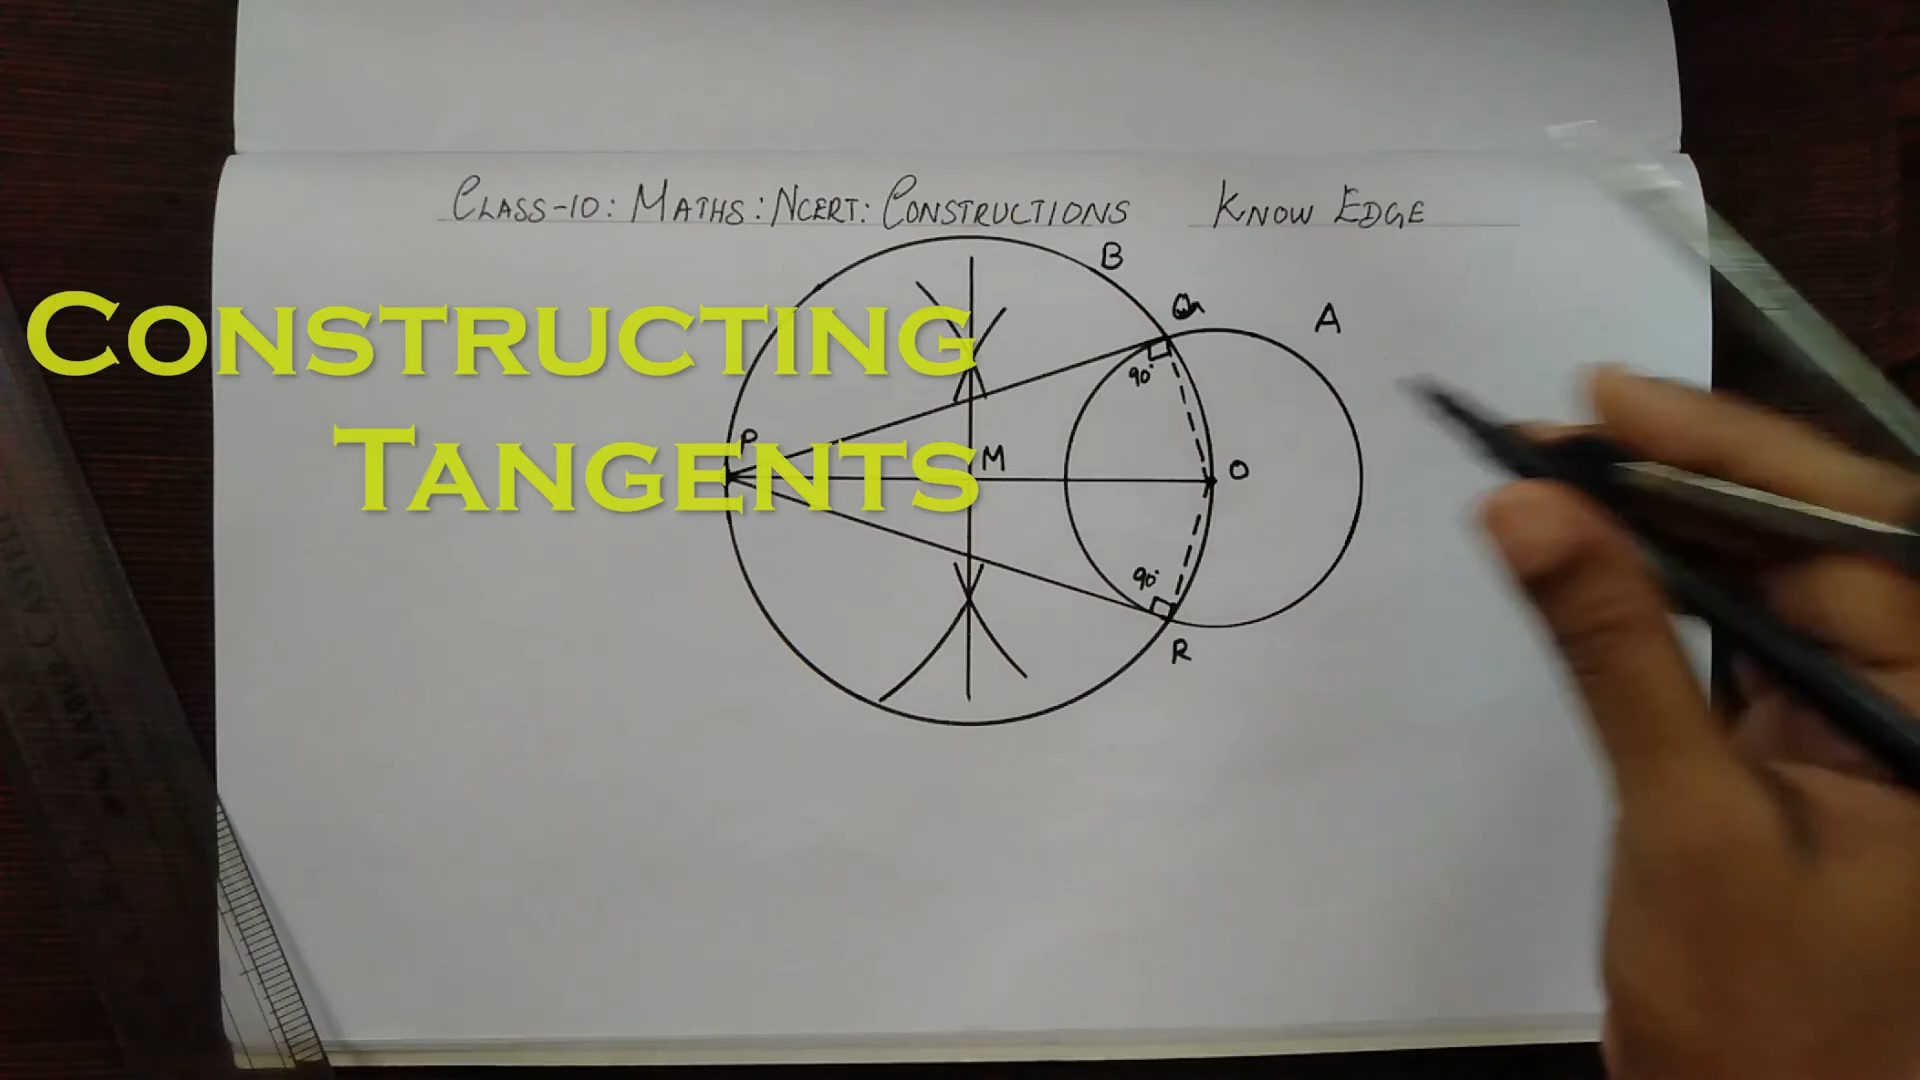 CLASS-10: MATHS: NCERT: CONSTRUCTIONS KNOW EDGE
B
Q
A
CONSTRUCTING
90°
P
M
O
TANGENTS
90°
R